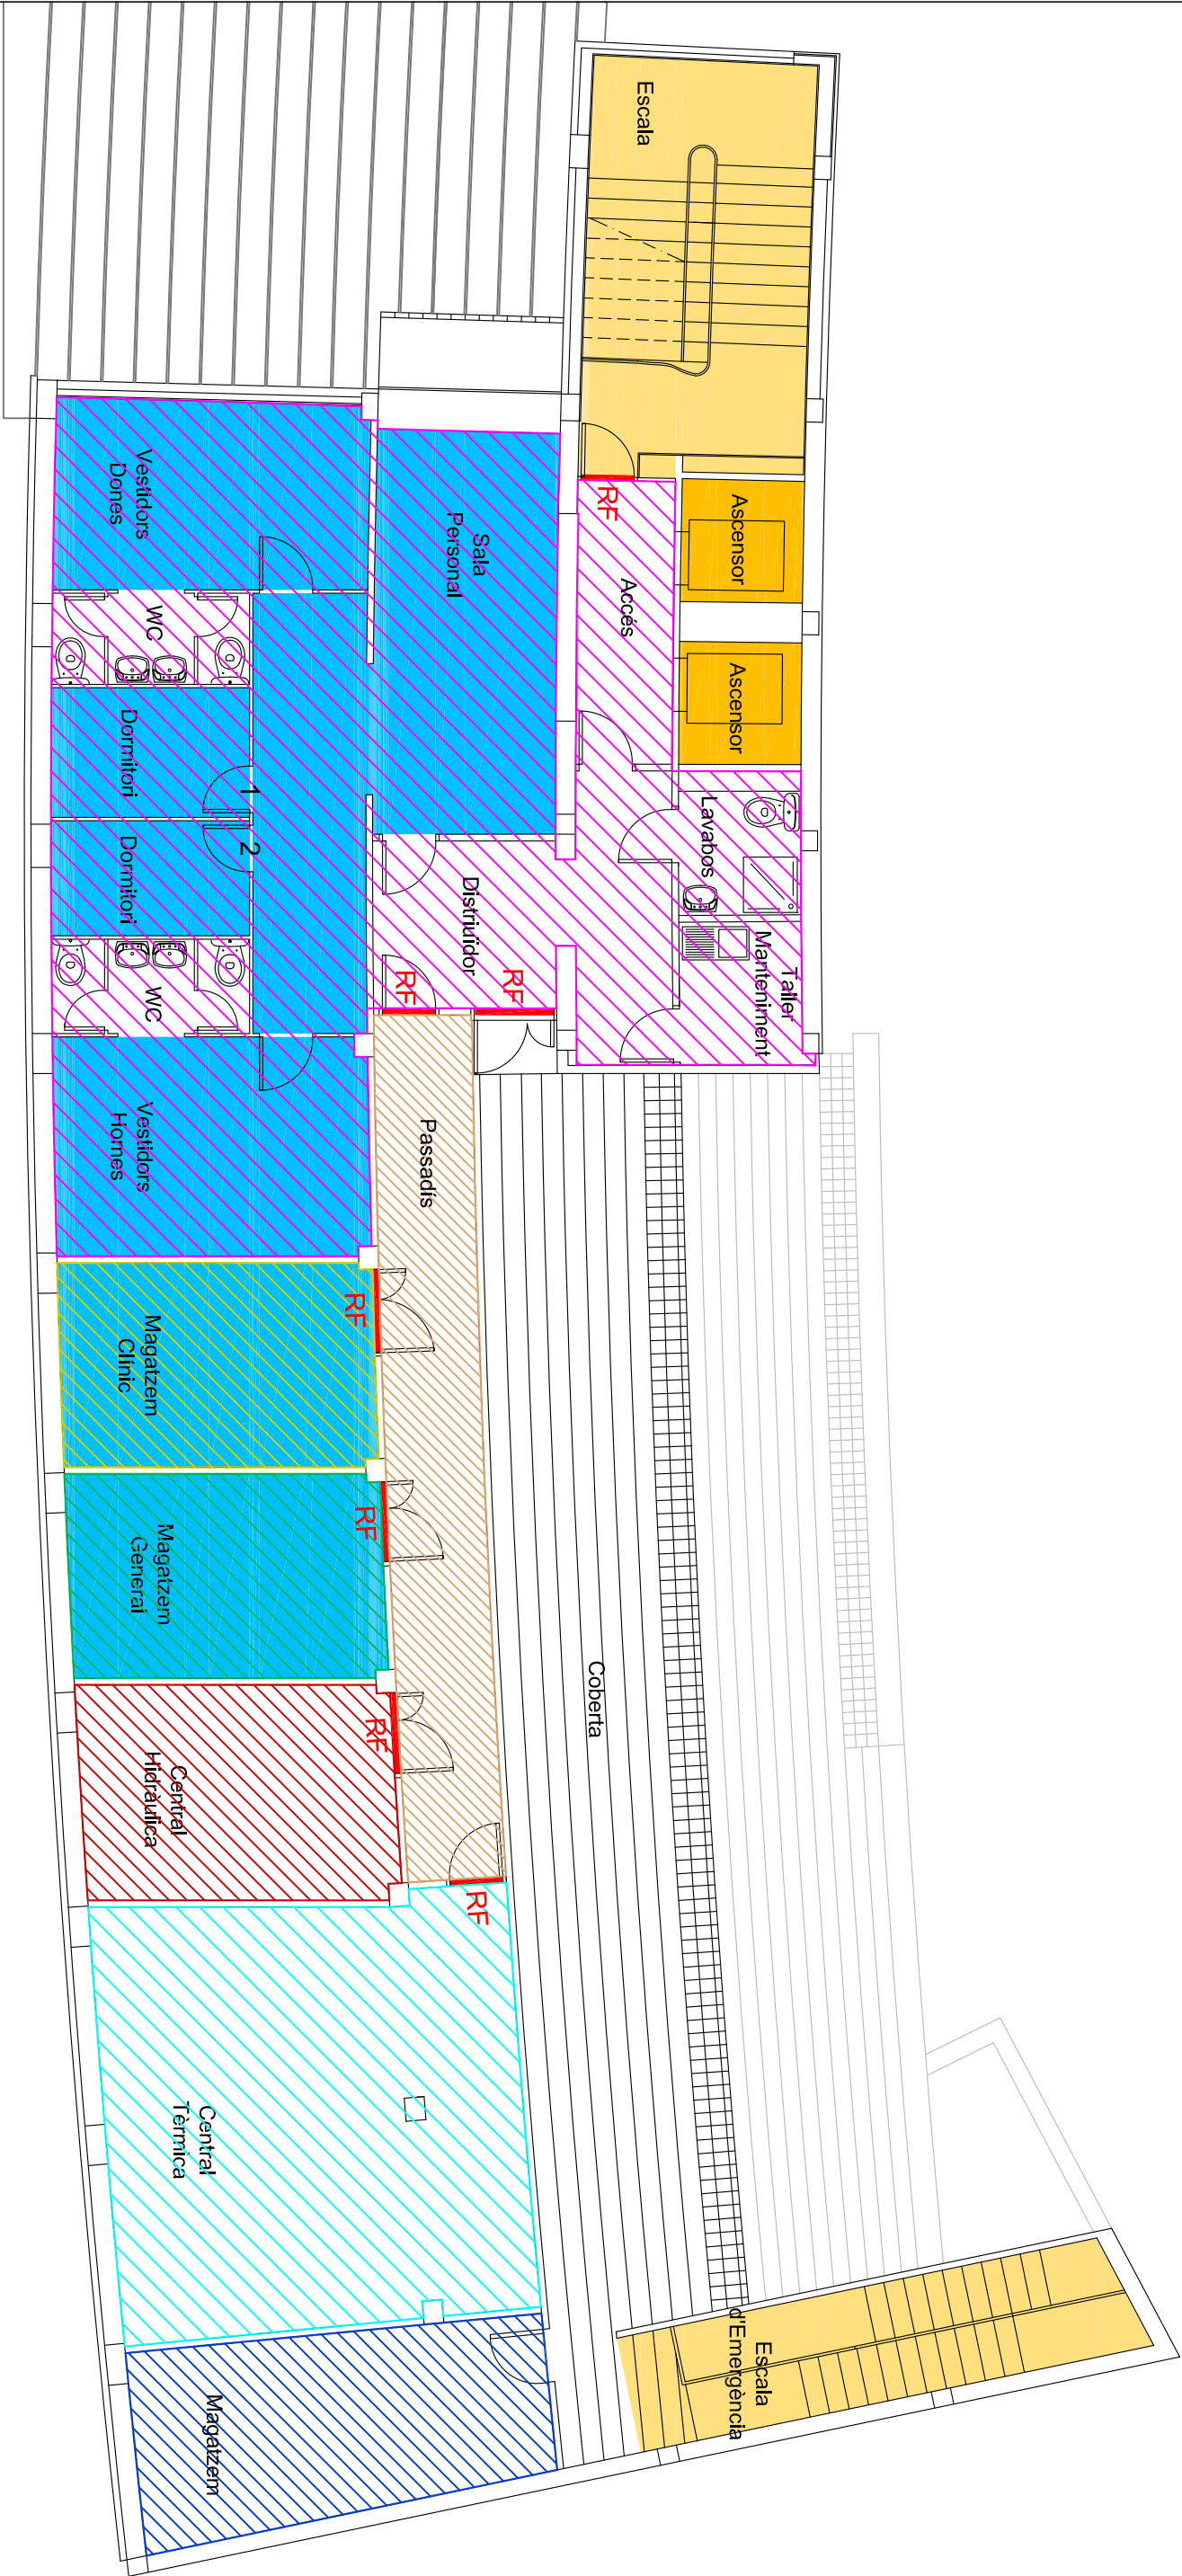 Escala
RF
Ascensor
Accés
Ascensor
Sala
Personal
Vestidors
Dones
WC
Dormitori
1
Dormitori
2
Lavabos
Distriuidor
Taller
Manteniment
WC
RF
RF
Vestidors
Homes
Passadís
RF
Magatzem
Clínic
RF
Magatzem
General
RF
Central
Hidràulica
Coberta
RF
Central
Tèrmica
Escala
d'Emergència
Magatzem